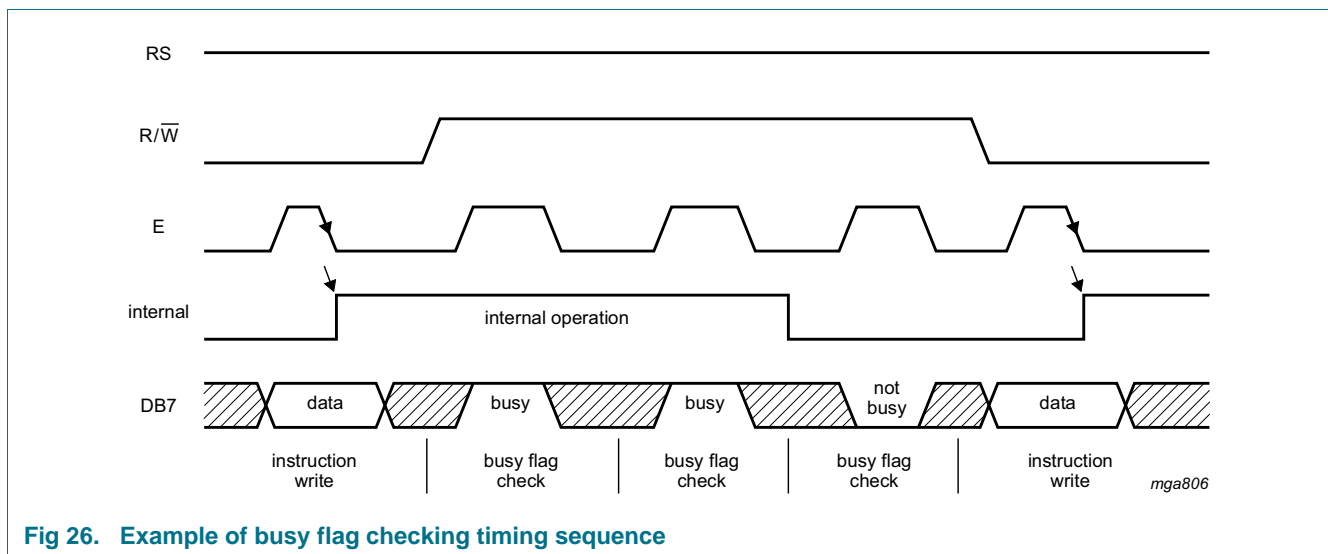 RS
R/W̅
E
internal
internal operation
DB7
data
busy
busy
not
busy
data
instruction
write
busy flag
check
busy flag
check
busy flag
check
instruction
write
mga806
Fig 26. Example of busy flag checking timing sequence